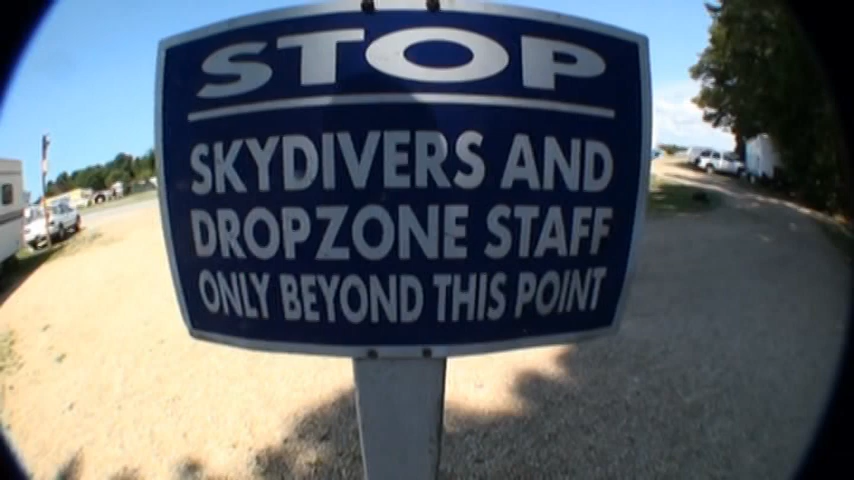 STOP
SKYDIVERS AND
DROPZONE STAFF
ONLY BEYOND THIS POINT